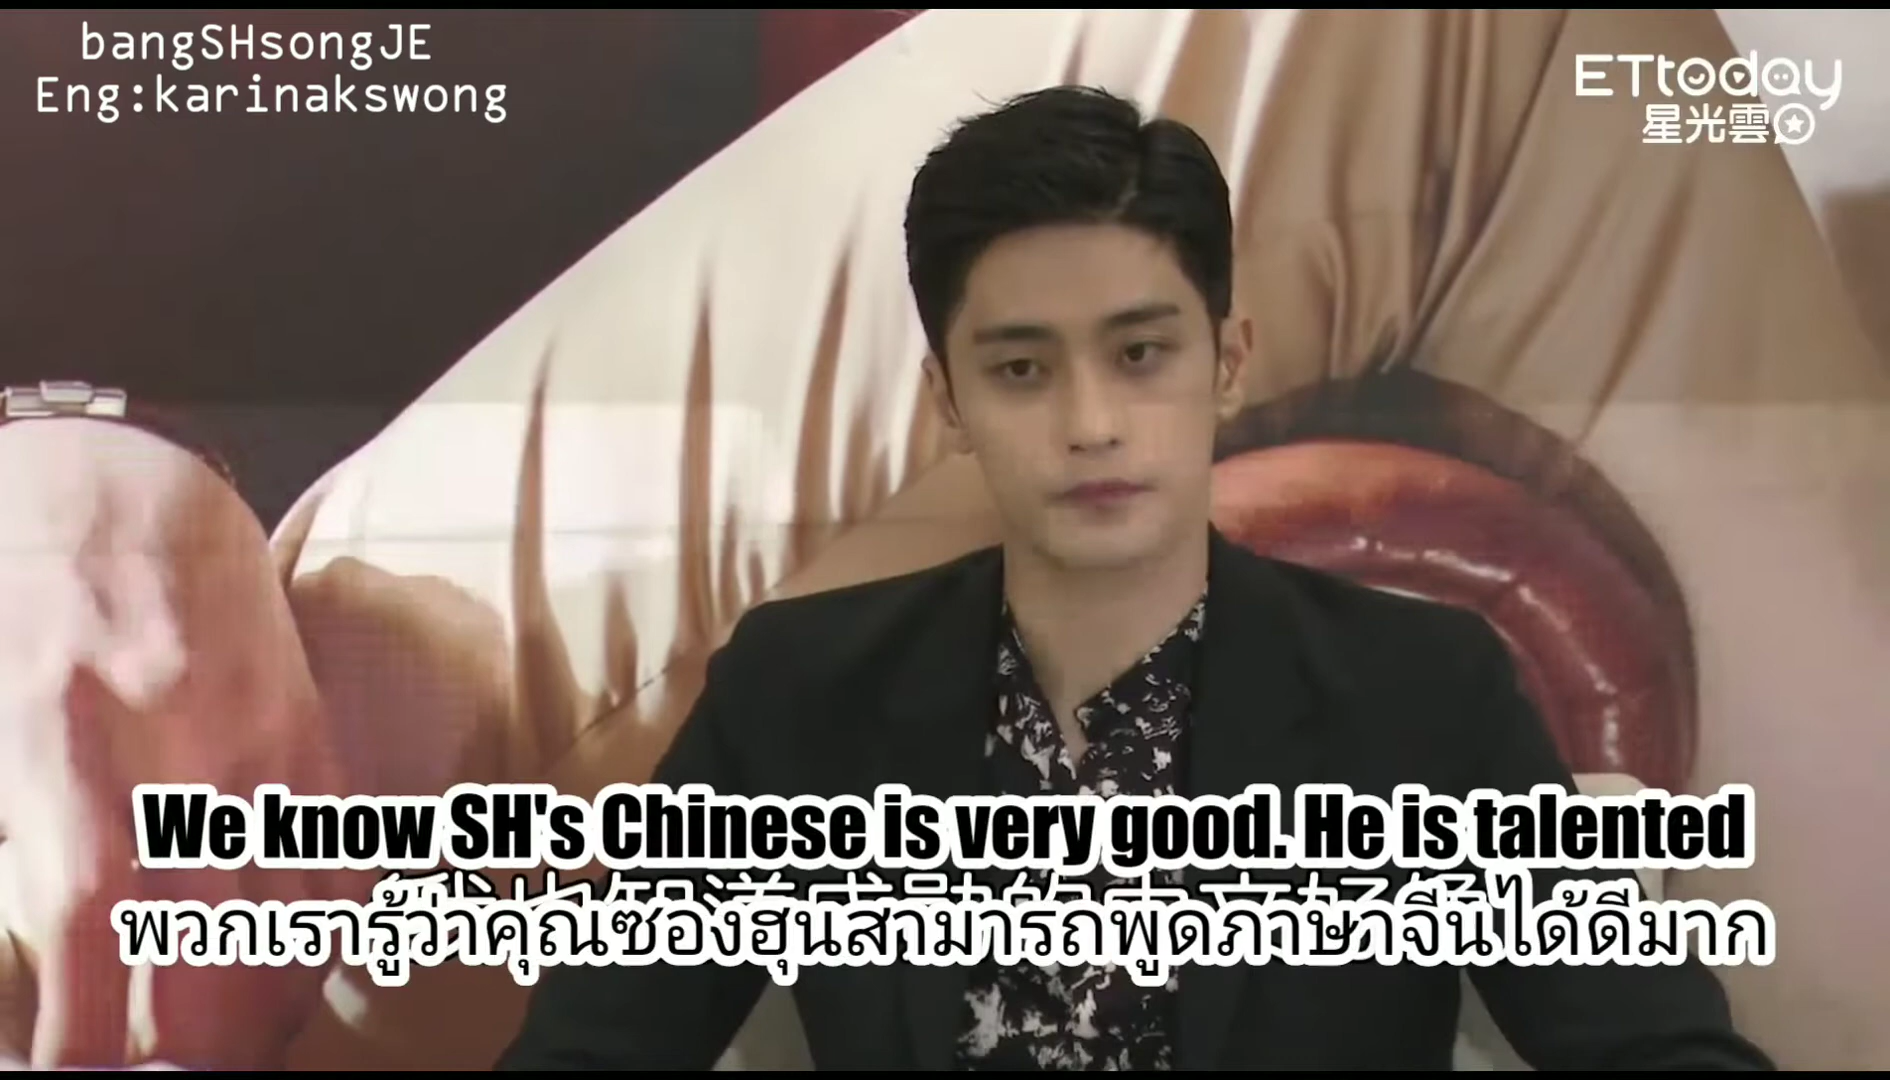 bangSHsongJE
Eng:karinakswong
ETtoday
星光雲
We know SH's Chinese is very good. He is talented
พวกเรารู้ว่าคุณซองฮุนสามารถพูดภาษาจีนได้ดีมาก